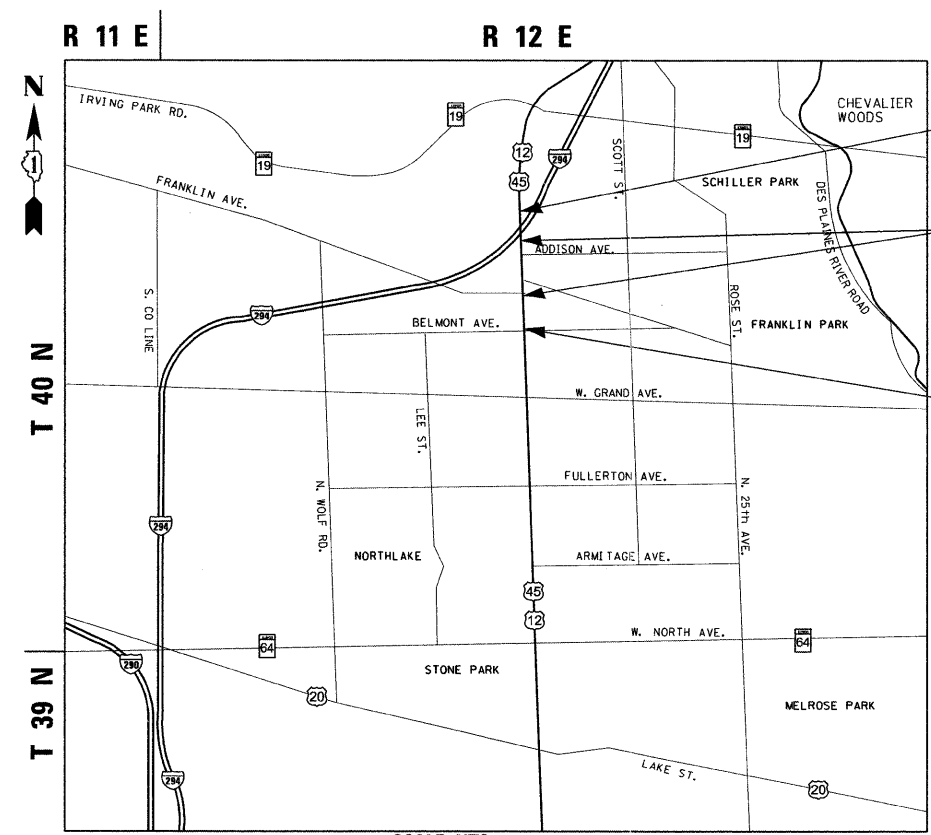 R 11 E
R 12 E
N
1
IRVING PARK RD.
19
19
19
CHEVALIER
WOODS
12
294
45
SCOTT ST.
SCHILLER PARK
FRANKLIN AVE.
DES PLAINES RIVER ROAD
ADDISON AVE.
S. CO LINE
294
ROSE ST.
BELMONT AVE.
FRANKLIN PARK
T 40 N
W. GRAND AVE.
LEE ST.
FULLERTON AVE.
N. WOLF RD.
N. 25th AVE.
294
NORTHLAKE
ARMITAGE AVE.
45
12
W. NORTH AVE.
64
64
290
STONE PARK
20
T 39 N
MELROSE PARK
LAKE ST.
294
20